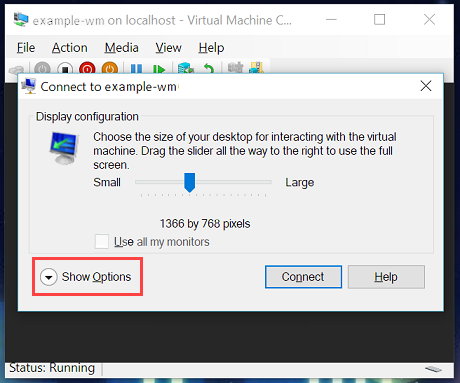 example-wm on localhost - Virtual Machine C...
File Action Media View Help
Connect to example-wm
Display configuration
Choose the size of your desktop for interacting with the virtual
machine. Drag the slider all the way to the right to use the full
screen.
Small Large
1366 by 768 pixels
Use all my monitors
Show Options Connect Help
Status: Running